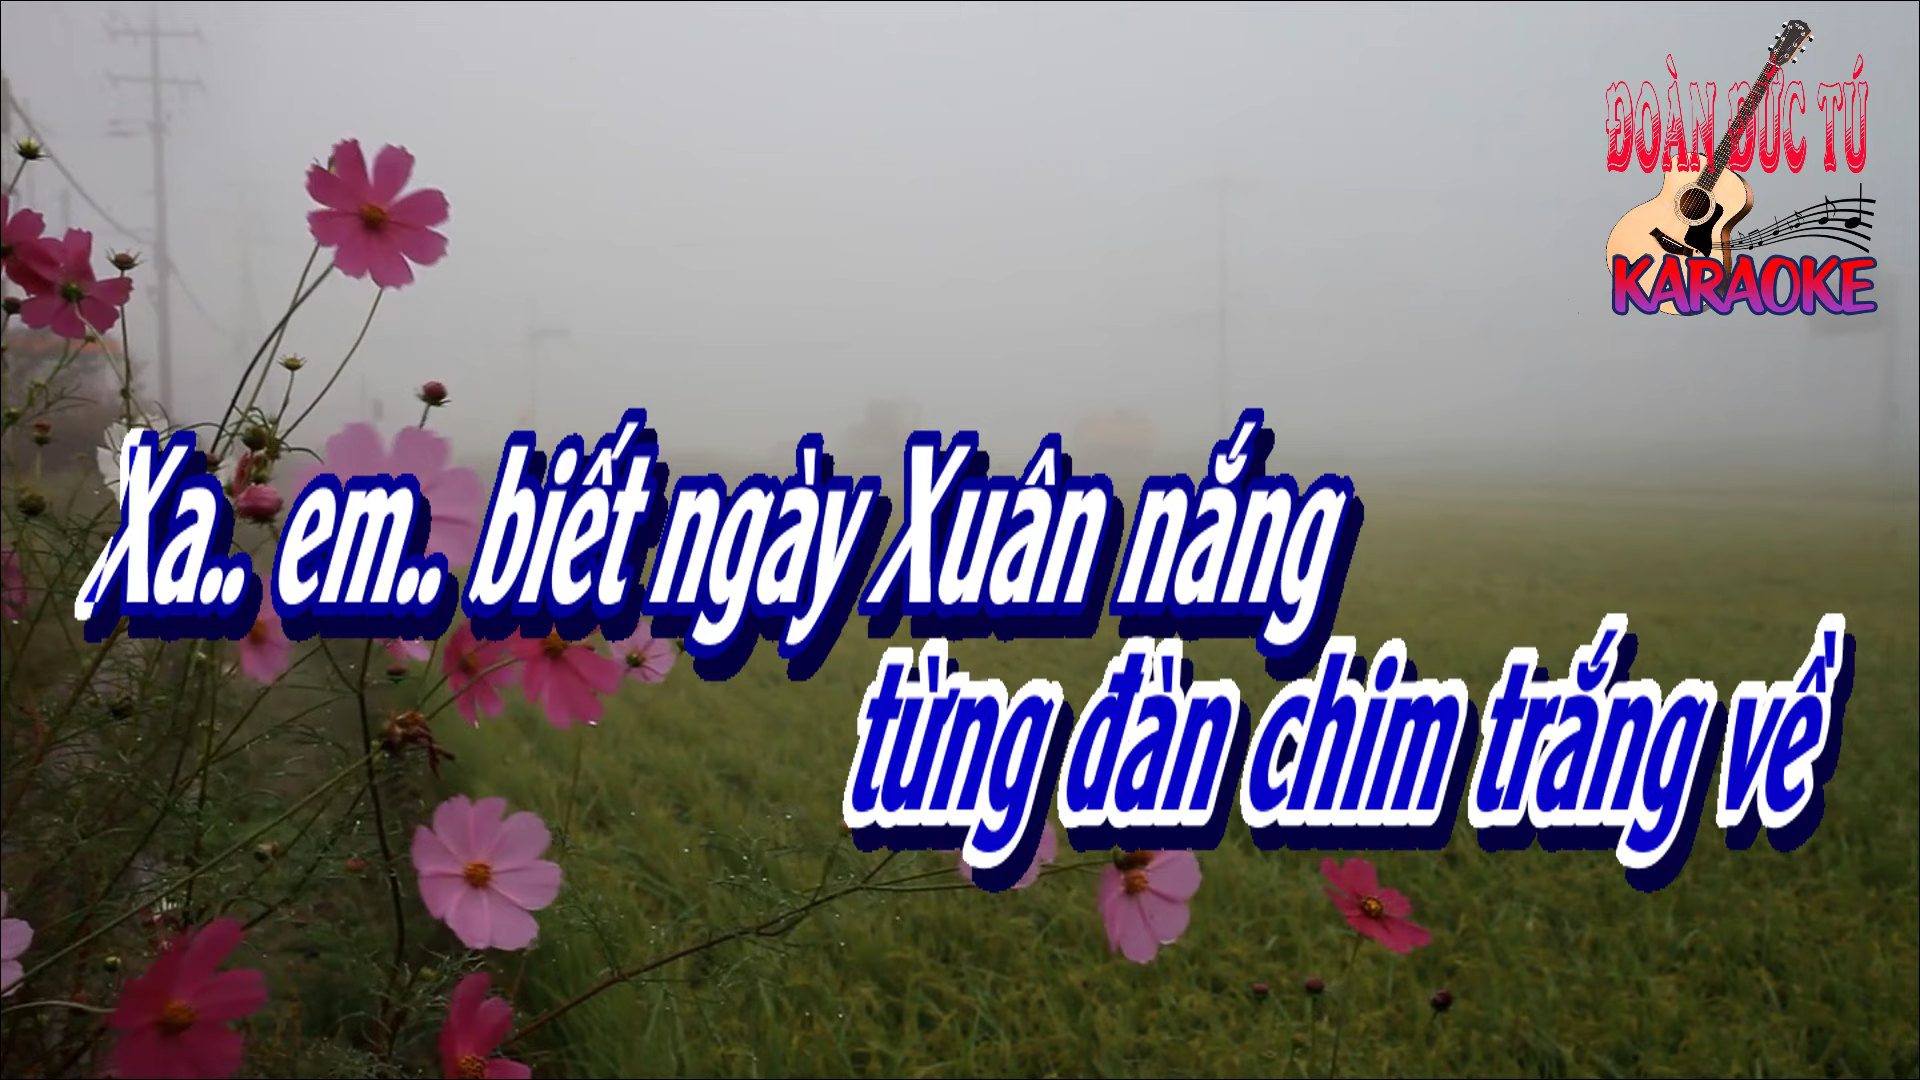 ĐOÀN ĐỨC TÚ
KARAOKE
Xa.. em.. biết ngày Xuân nắng
từng đàn chim trắng về